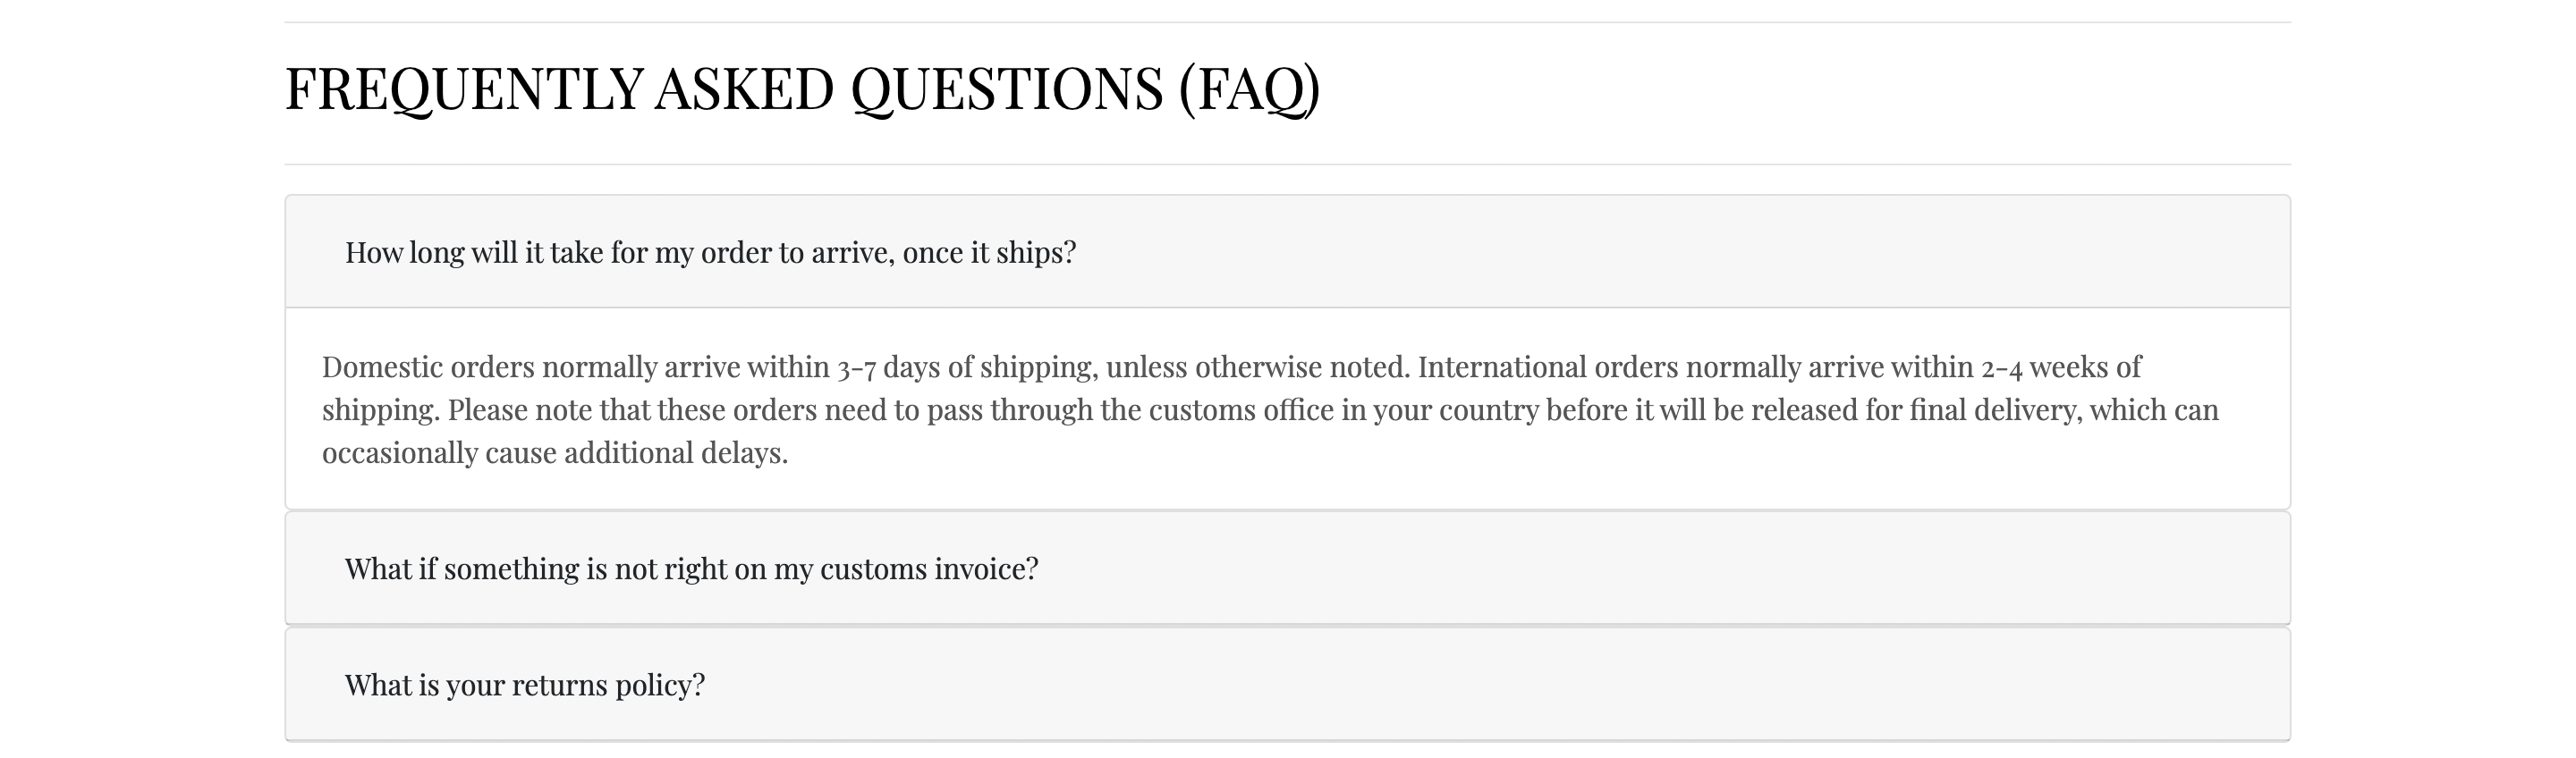 FREQUENTLY ASKED QUESTIONS (FAQ)
How long will it take for my order to arrive, once it ships?
Domestic orders normally arrive within 3-7 days of shipping, unless otherwise noted. International orders normally arrive within 2-4 weeks of
shipping. Please note that these orders need to pass through the customs office in your country before it will be released for final delivery, which can
occasionally cause additional delays.
What if something is not right on my customs invoice?
What is your returns policy?